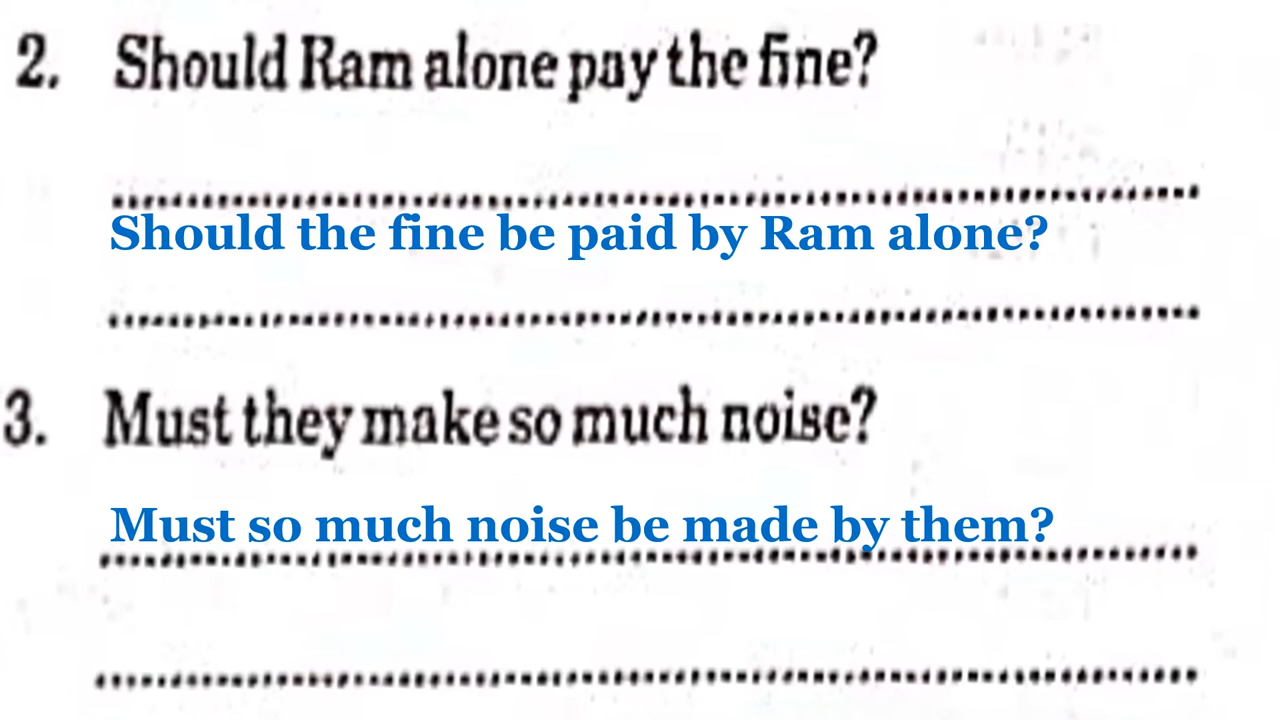 2. Should Ram alone pay the fine?
Should the fine be paid by Ram alone?
3. Must they make so much noise?
Must so much noise be made by them?